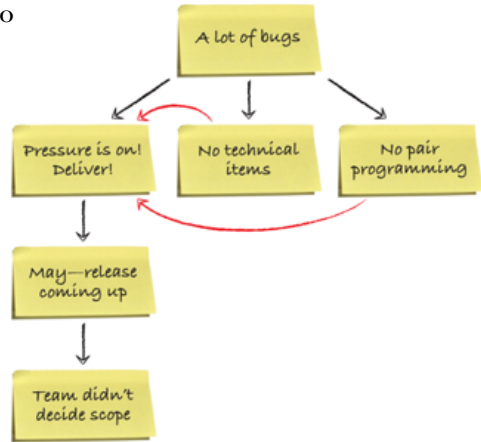 o
A lot of bugs
Pressure is on!
Deliver!
No technical
items
No pair
programming
May—release
coming up
Team didn't
decide scope